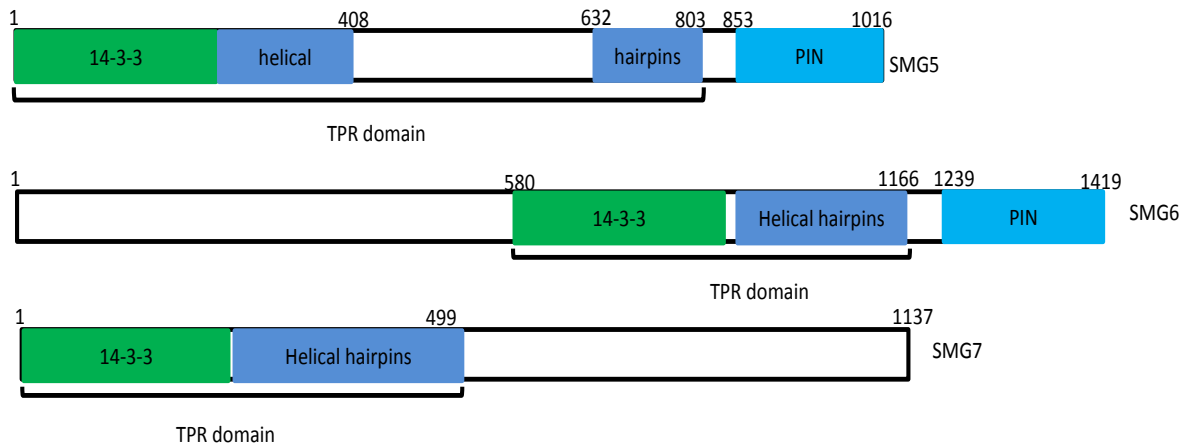 1 408 632 803 853 1016
14-3-3 helical hairpins PIN SMG5
TPR domain
1 580 1166 1239 1419
14-3-3 Helical hairpins PIN SMG6
TPR domain
1 499 1137
14-3-3 Helical hairpins SMG7
TPR domain